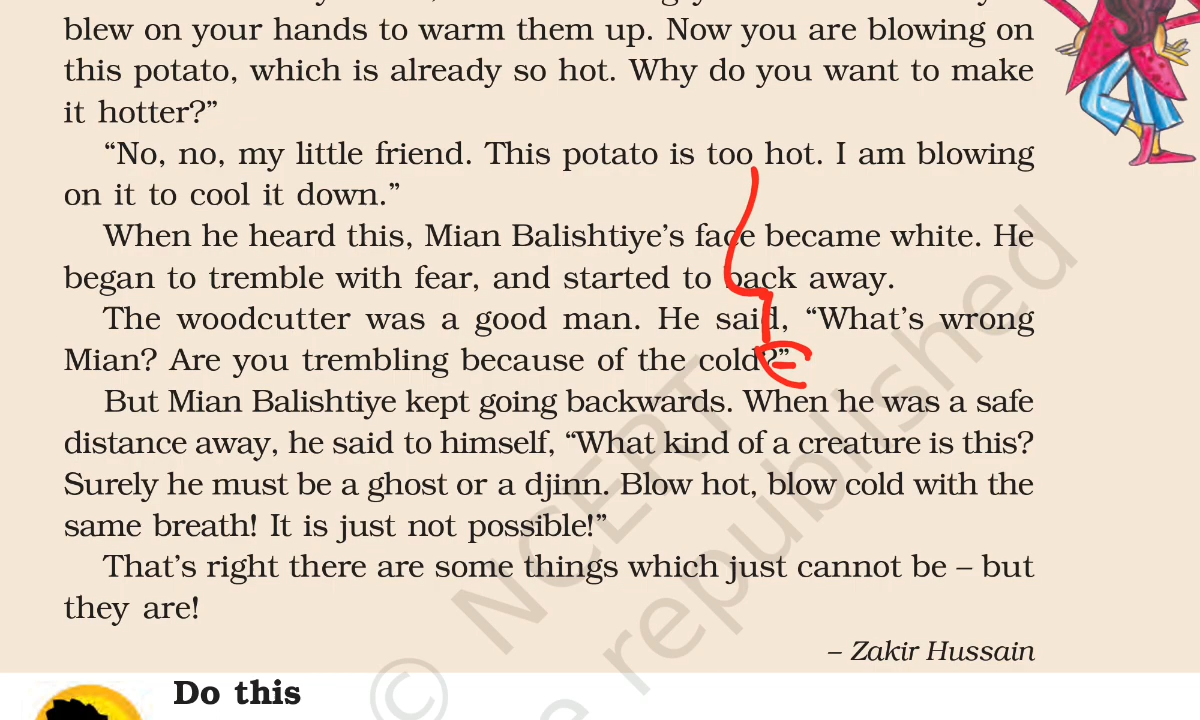 blew on your hands to warm them up. Now you are blowing on
this potato, which is already so hot. Why do you want to make
it hotter?”
“No, no, my little friend. This potato is too hot. I am blowing
on it to cool it down.”
When he heard this, Mian Balishtiye’s face became white. He
began to tremble with fear, and started to back away.
The woodcutter was a good man. He said, “What’s wrong
Mian? Are you trembling because of the cold?”
But Mian Balishtiye kept going backwards. When he was a safe
distance away, he said to himself, “What kind of a creature is this?
Surely he must be a ghost or a djinn. Blow hot, blow cold with the
same breath! It is just not possible!”
That’s right there are some things which just cannot be – but
they are!
– Zakir Hussain
Do this
© NCERT
republished